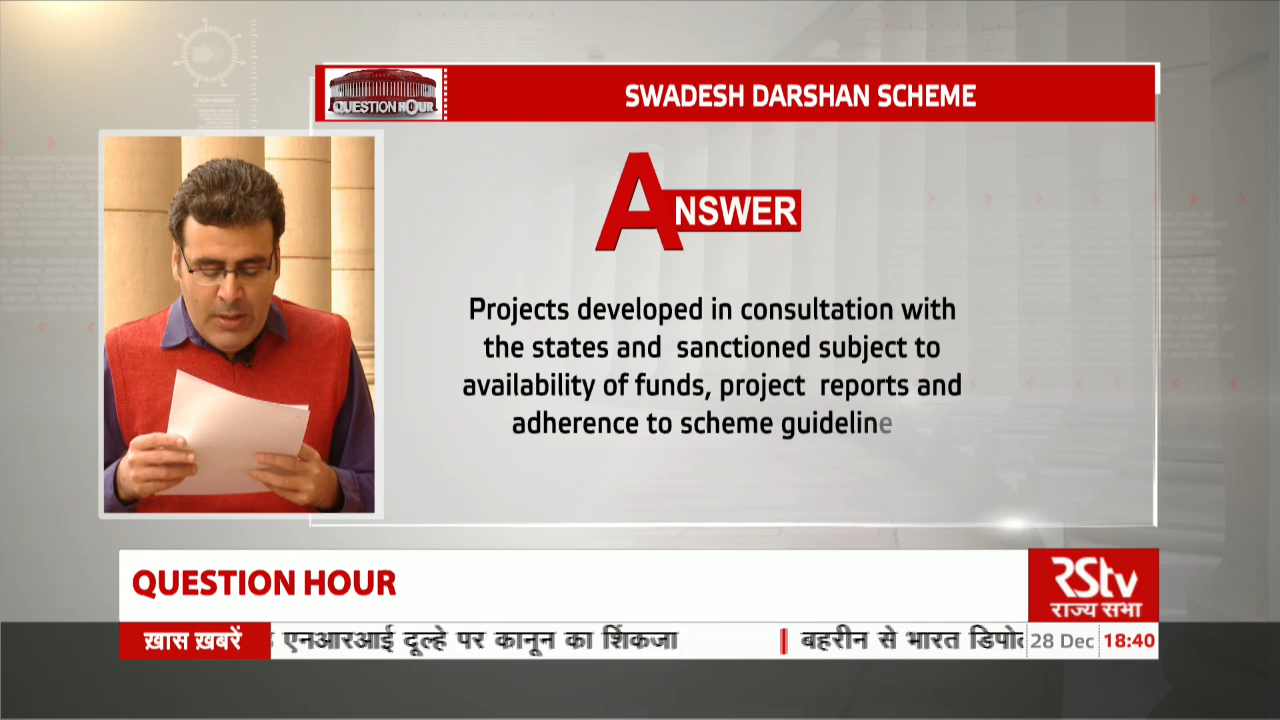 QUESTION HOUR
SWADESH DARSHAN SCHEME
ANSWER
Projects developed in consultation with
the states and sanctioned subject to
availability of funds, project reports and
adherence to scheme guideline
QUESTION HOUR
RSTV
राज्य सभा
ख़ास ख़बरें
एनआरआई दूल्हे पर कानून का शिंकजा | बहरीन से भारत
28 Dec 18:40